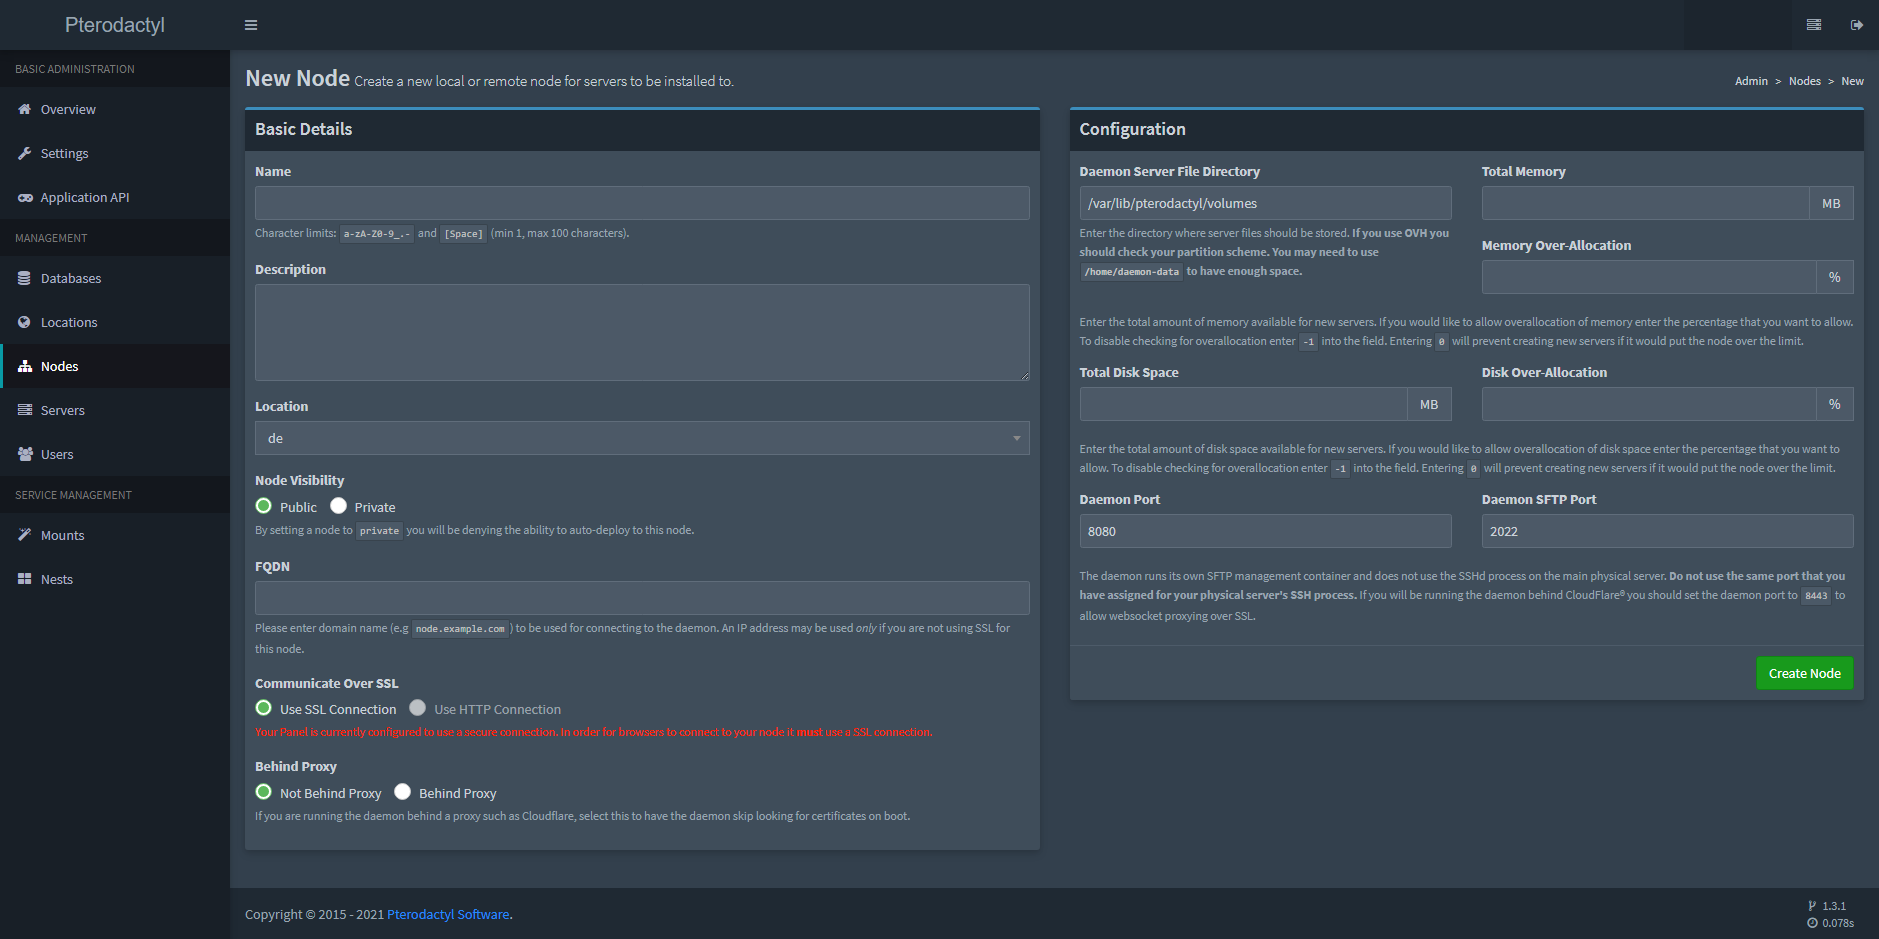 Pterodactyl
BASIC ADMINISTRATION
Overview
Settings
Application API
MANAGEMENT
Databases
Locations
Nodes
Servers
Users
SERVICE MANAGEMENT
Mounts
Nests
New Node Create a new local or remote node for servers to be installed to.
Admin > Nodes > New
Basic Details
Name
Character limits: a-zA-Z0-9_.- and [Space] (min 1, max 100 characters).
Description
Location
de
Node Visibility
Public Private
By setting a node to private you will be denying the ability to auto-deploy to this node.
FQDN
Please enter domain name (e.g node.example.com) to be used for connecting to the daemon. An IP address may be used only if you are not using SSL for
this node.
Communicate Over SSL
Use SSL Connection Use HTTP Connection
Your Panel is currently configured to use a secure connection. In order for browsers to connect to your node it must use a SSL connection.
Behind Proxy
Not Behind Proxy Behind Proxy
If you are running the daemon behind a proxy such as Cloudflare, select this to have the daemon skip looking for certificates on boot.
Configuration
Daemon Server File Directory
/var/lib/pterodactyl/volumes
Enter the directory where server files should be stored. If you use OVH you
should check your partition scheme. You may need to use
/home/daemon-data to have enough space.
Total Memory
MB
Memory Over-Allocation
%
Enter the total amount of memory available for new servers. If you would like to allow overallocation of memory enter the percentage that you want to allow.
To disable checking for overallocation enter -1 into the field. Entering 0 will prevent creating new servers if it would put the node over the limit.
Total Disk Space
MB
Disk Over-Allocation
%
Enter the total amount of disk space available for new servers. If you would like to allow overallocation of disk space enter the percentage that you want to
allow. To disable checking for overallocation enter -1 into the field. Entering 0 will prevent creating new servers if it would put the node over the limit.
Daemon Port
8080
Daemon SFTP Port
2022
The daemon runs its own SFTP management container and does not use the SSHd process on the main physical server. Do not use the same port that you
have assigned for your physical server's SSH process. If you will be running the daemon behind CloudFlare® you should set the daemon port to 8443 to
allow websocket proxying over SSL.
Create Node
Copyright © 2015 - 2021 Pterodactyl Software.
1.3.1
0.078s